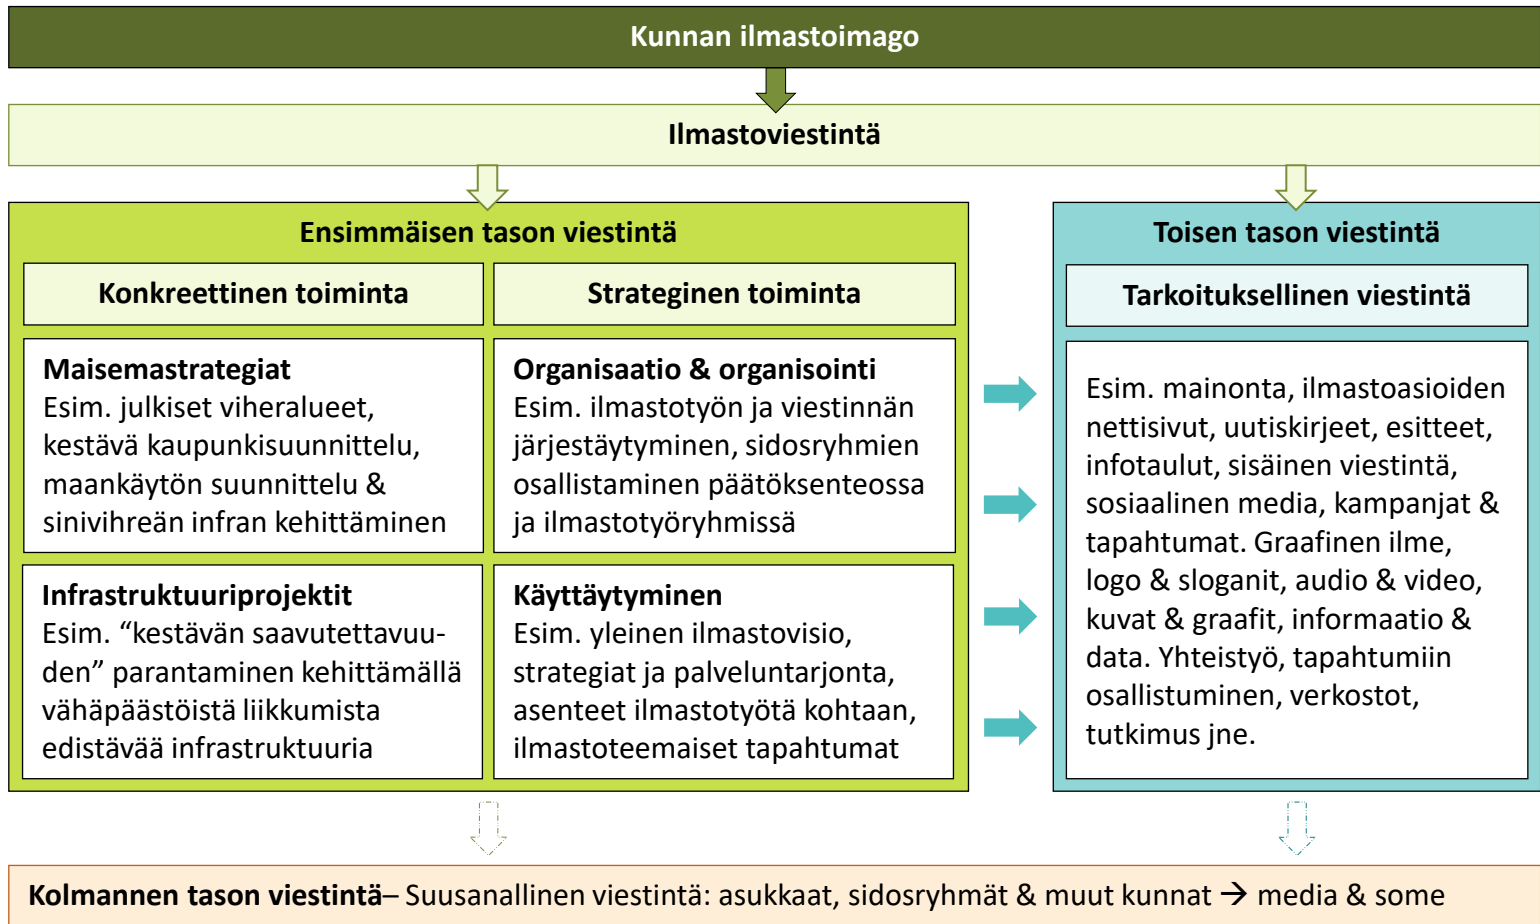 Kunnan ilmastoimago
Ilmastoviestintä
Ensimmäisen tason viestintä
Konkreettinen toiminta
Strateginen toiminta
Maisemastrategiat
Esim. julkiset viheralueet,
kestävä kaupunkisuunnittelu,
maankäytön suunnittelu &
sinivihreän infran kehittäminen
Organisaatio & organisointi
Esim. ilmastotyön ja viestinnän
järjestäytyminen, sidosryhmien
osallistaminen päätöksenteossa
ja ilmastotyöryhmissä
Infrastruktuuriprojektit
Esim. “kestävän saavutettavuu-
den” parantaminen kehittämällä
vähäpäästöistä liikkumista
edistävää infrastruktuuria
Käyttäytyminen
Esim. yleinen ilmastovisio,
strategiat ja palveluntarjonta,
asenteet ilmastotyötä kohtaan,
ilmastoteemaiset tapahtumat
Toisen tason viestintä
Tarkoituksellinen viestintä
Esim. mainonta, ilmastoasioiden
nettisivut, uutiskirjeet, esitteet,
infotaulut, sisäinen viestintä,
sosiaalinen media, kampanjat &
tapahtumat. Graafinen ilme,
logo & sloganit, audio & video,
kuvat & graafit, informaatio &
data. Yhteistyö, tapahtumiin
osallistuminen, verkostot,
tutkimus jne.
Kolmannen tason viestintä– Suusanallinen viestintä: asukkaat, sidosryhmät & muut kunnat → media & some